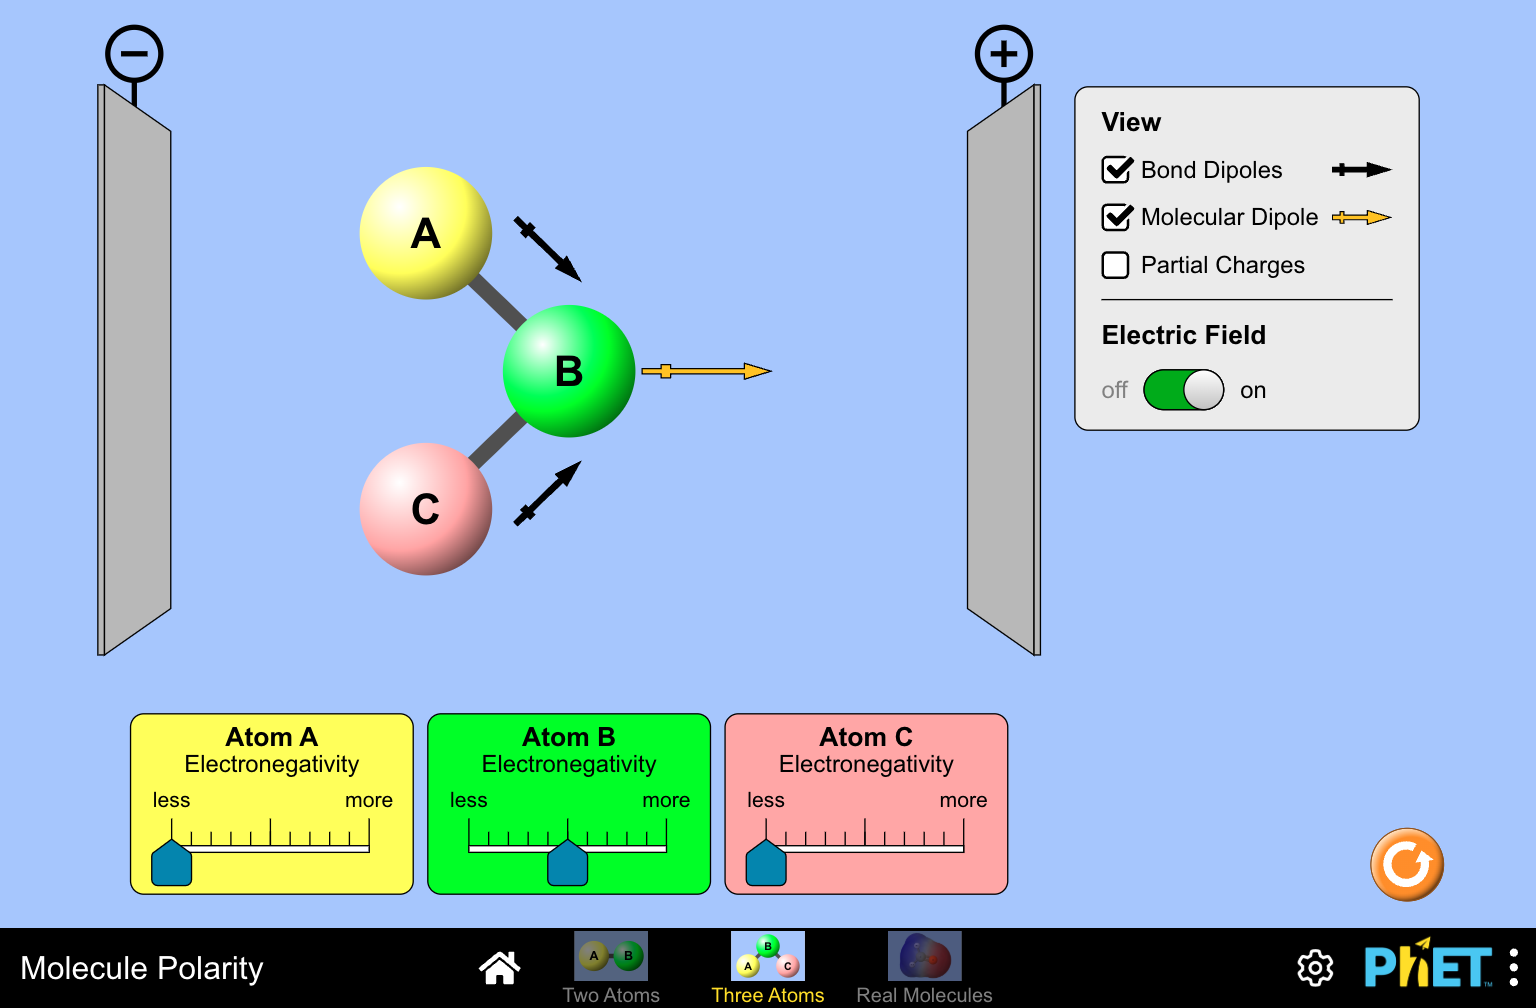 −
+
View
Bond Dipoles
Molecular Dipole
Partial Charges
Electric Field
off on
A
B
C
Atom A
Electronegativity
less more
Atom B
Electronegativity
less more
Atom C
Electronegativity
less more
Molecule Polarity
A B
Two Atoms
B
A C
Three Atoms
Real Molecules
PhET™